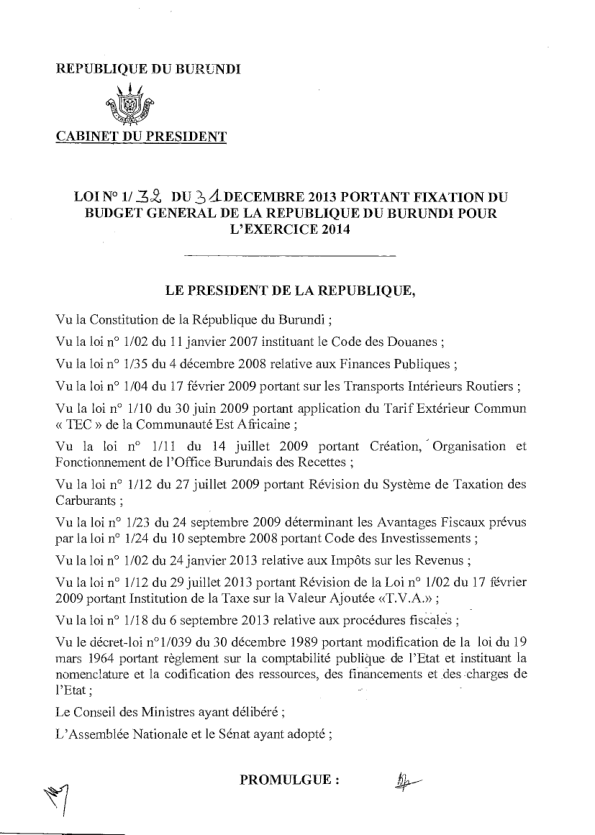 REPUBLIQUE DU BURUNDI
CABINET DU PRESIDENT
LOI N° 1/ 32 DU 31 DECEMBRE 2013 PORTANT FIXATION DU
BUDGET GENERAL DE LA REPUBLIQUE DU BURUNDI POUR
L'EXERCICE 2014
LE PRESIDENT DE LA REPUBLIQUE,
Vu la Constitution de la République du Burundi ;
Vu la loi n° 1/02 du 11 janvier 2007 instituant le Code des Douanes ;
Vu la loi n° 1/35 du 4 décembre 2008 relative aux Finances Publiques ;
Vu la loi n° 1/04 du 17 février 2009 portant sur les Transports Intérieurs Routiers ;
Vu la loi n° 1/10 du 30 juin 2009 portant application du Tarif Extérieur Commun
« TEC » de la Communauté Est Africaine ;
Vu la loi n° 1/11 du 14 juillet 2009 portant Création, Organisation et
Fonctionnement de l'Office Burundais des Recettes ;
Vu la loi n° 1/12 du 27 juillet 2009 portant Révision du Système de Taxation des
Carburants ;
Vu la loi n° 1/23 du 24 septembre 2009 déterminant les Avantages Fiscaux prévus
par la loi n° 1/24 du 10 septembre 2008 portant Code des Investissements ;
Vu la loi n° 1/02 du 24 janvier 2013 relative aux Impôts sur les Revenus ;
Vu la loi n° 1/12 du 29 juillet 2013 portant Révision de la Loi n° 1/02 du 17 février
2009 portant Institution de la Taxe sur la Valeur Ajoutée «T.V.A.» ;
Vu la loi n° 1/18 du 6 septembre 2013 relative aux procédures fiscales ;
Vu le décret-loi n°1/039 du 30 décembre 1989 portant modification de la loi du 19
mars 1964 portant règlement sur la comptabilité publique de l'Etat et instituant la
nomenclature et la codification des ressources, des financements et des charges de
l'Etat ;
Le Conseil des Ministres ayant délibéré ;
L'Assemblée Nationale et le Sénat ayant adopté ;
PROMULGUE :